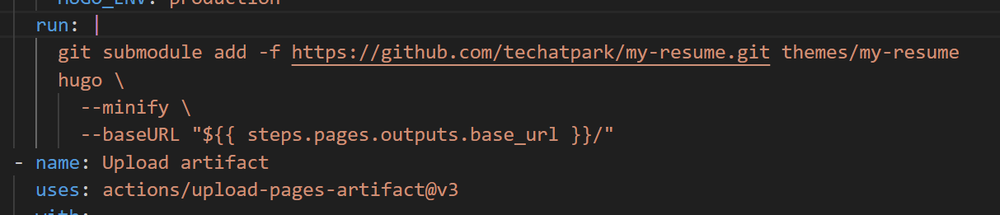 HUGO_ENV: production
run: |
git submodule add -f https://github.com/techatpark/my-resume.git themes/my-resume
hugo \
--minify \
--baseURL "${{ steps.pages.outputs.base_url }}/"
- name: Upload artifact
uses: actions/upload-pages-artifact@v3
with: